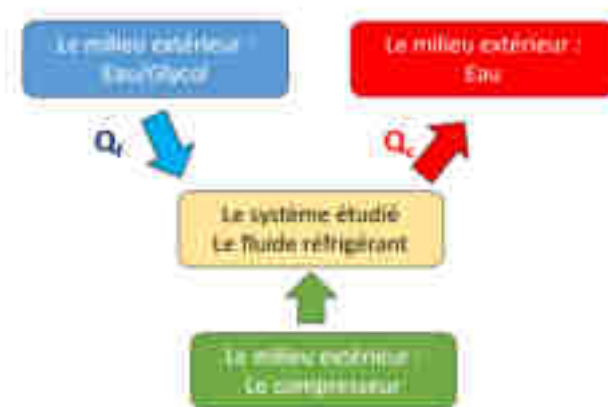 Le milieu extérieur :
Eau/Glycol
Le milieu extérieur :
Eau
Qf
Qc
Le système étudié
Le fluide réfrigérant
Le milieu extérieur :
Le compresseur